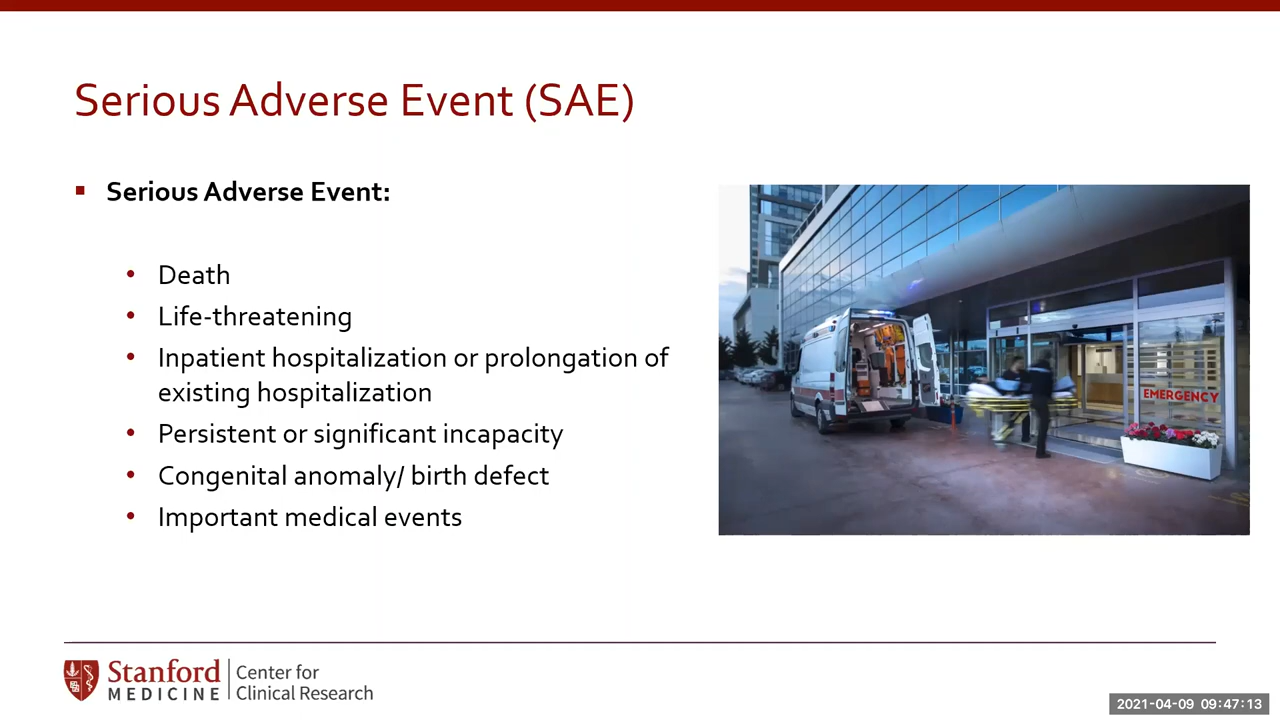 Serious Adverse Event (SAE)
▪ Serious Adverse Event:
• Death
• Life-threatening
• Inpatient hospitalization or prolongation of
existing hospitalization
• Persistent or significant incapacity
• Congenital anomaly/ birth defect
• Important medical events
EMERGENCY
Stanford
MEDICINE
Center for
Clinical Research
2021-04-09 09:47:13